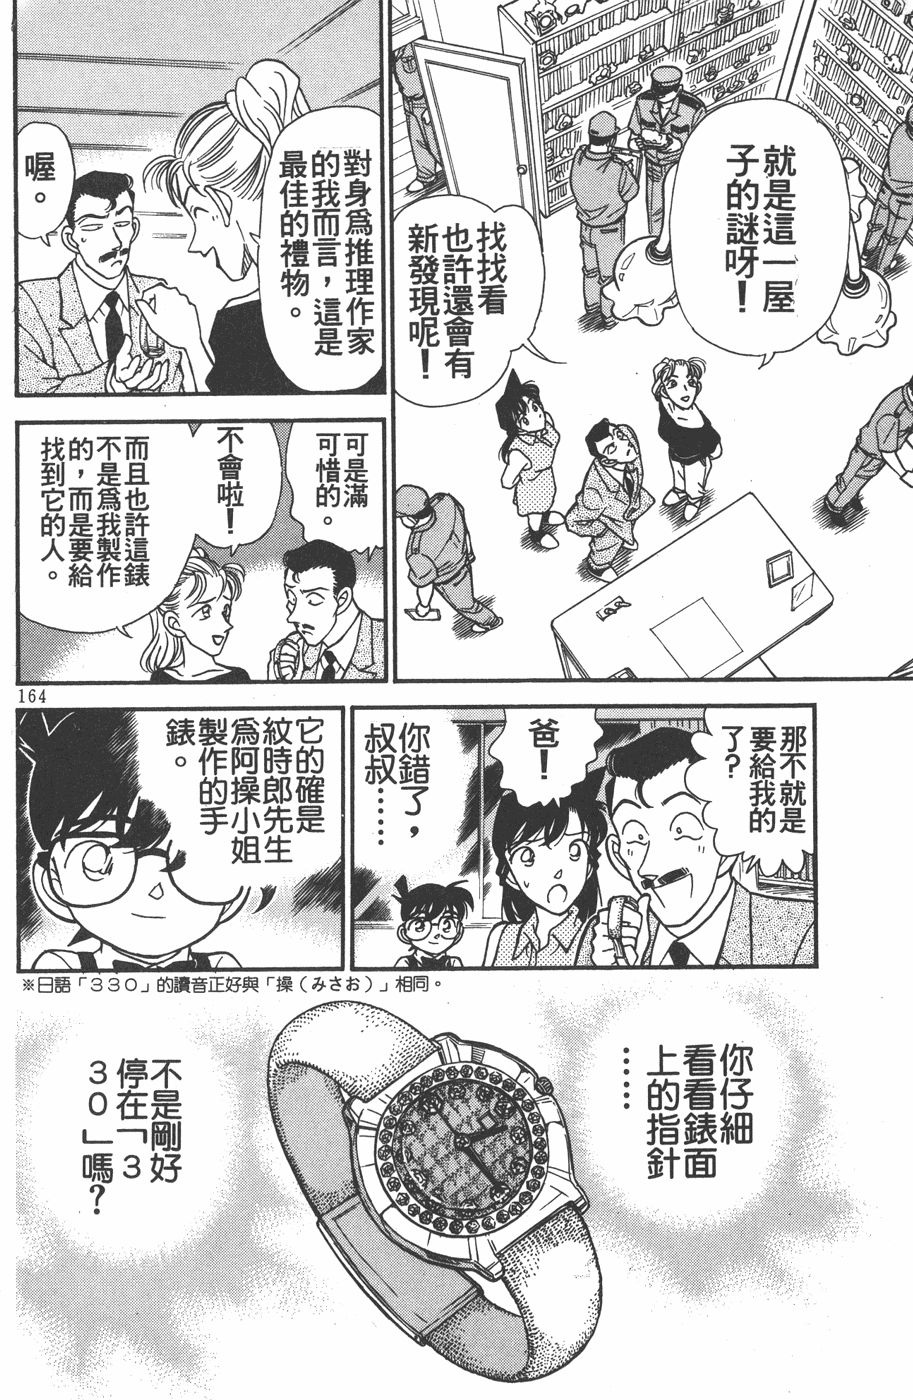 就是這一屋
子的謎呀！
找找看
也許還會有
新發現呢！
對身為推理作家
的我而言，這是
最佳的禮物。
喔。
可是滿
可惜的。
不會啦！
而且也許這錶
不是為我製作
的，而是要給
找到它的人。
164
那不就是
要給我的
了？
爸！
你錯了，
叔叔……
它的確是
紋時郎先生
為阿操小姐
製作的手
錶。
※日語「３３０」的讀音正好與「操（みさお）」相同。
你仔細
看看錶面
上的指針
……
不是剛好
停在「３
３０」嗎？